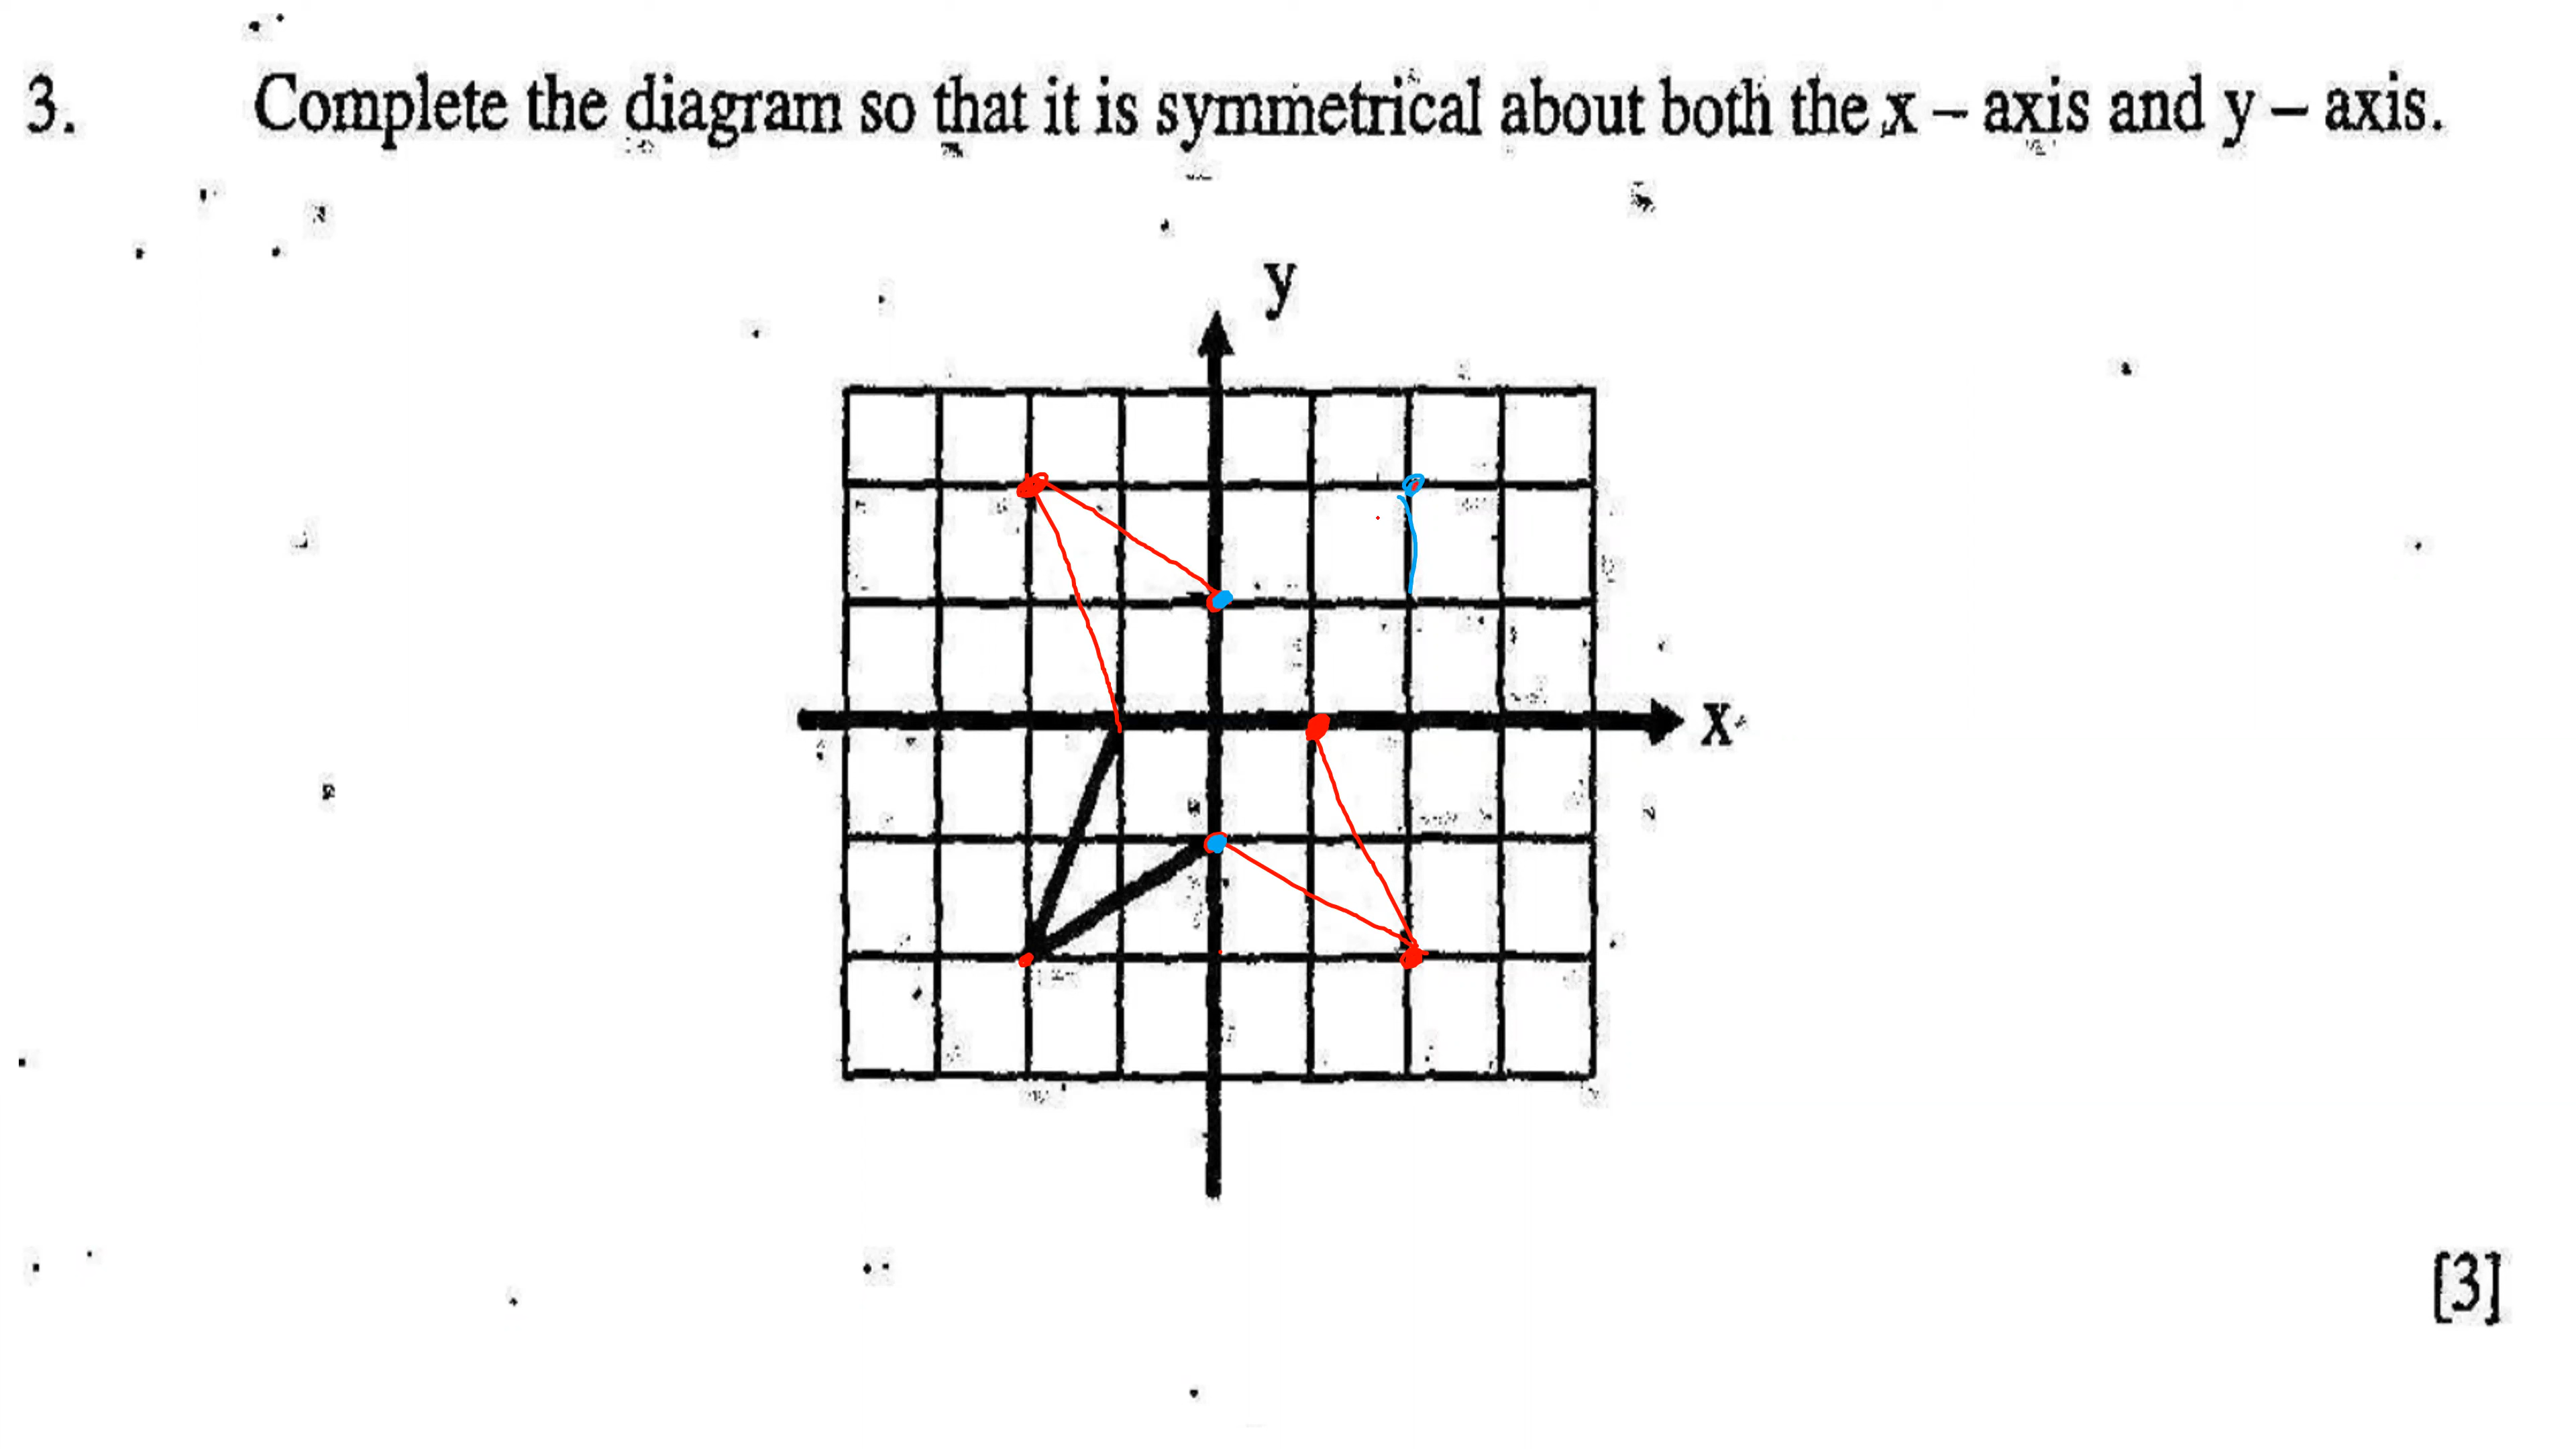 3. Complete the diagram so that it is symmetrical about both the x – axis and y – axis.
y
x
[3]